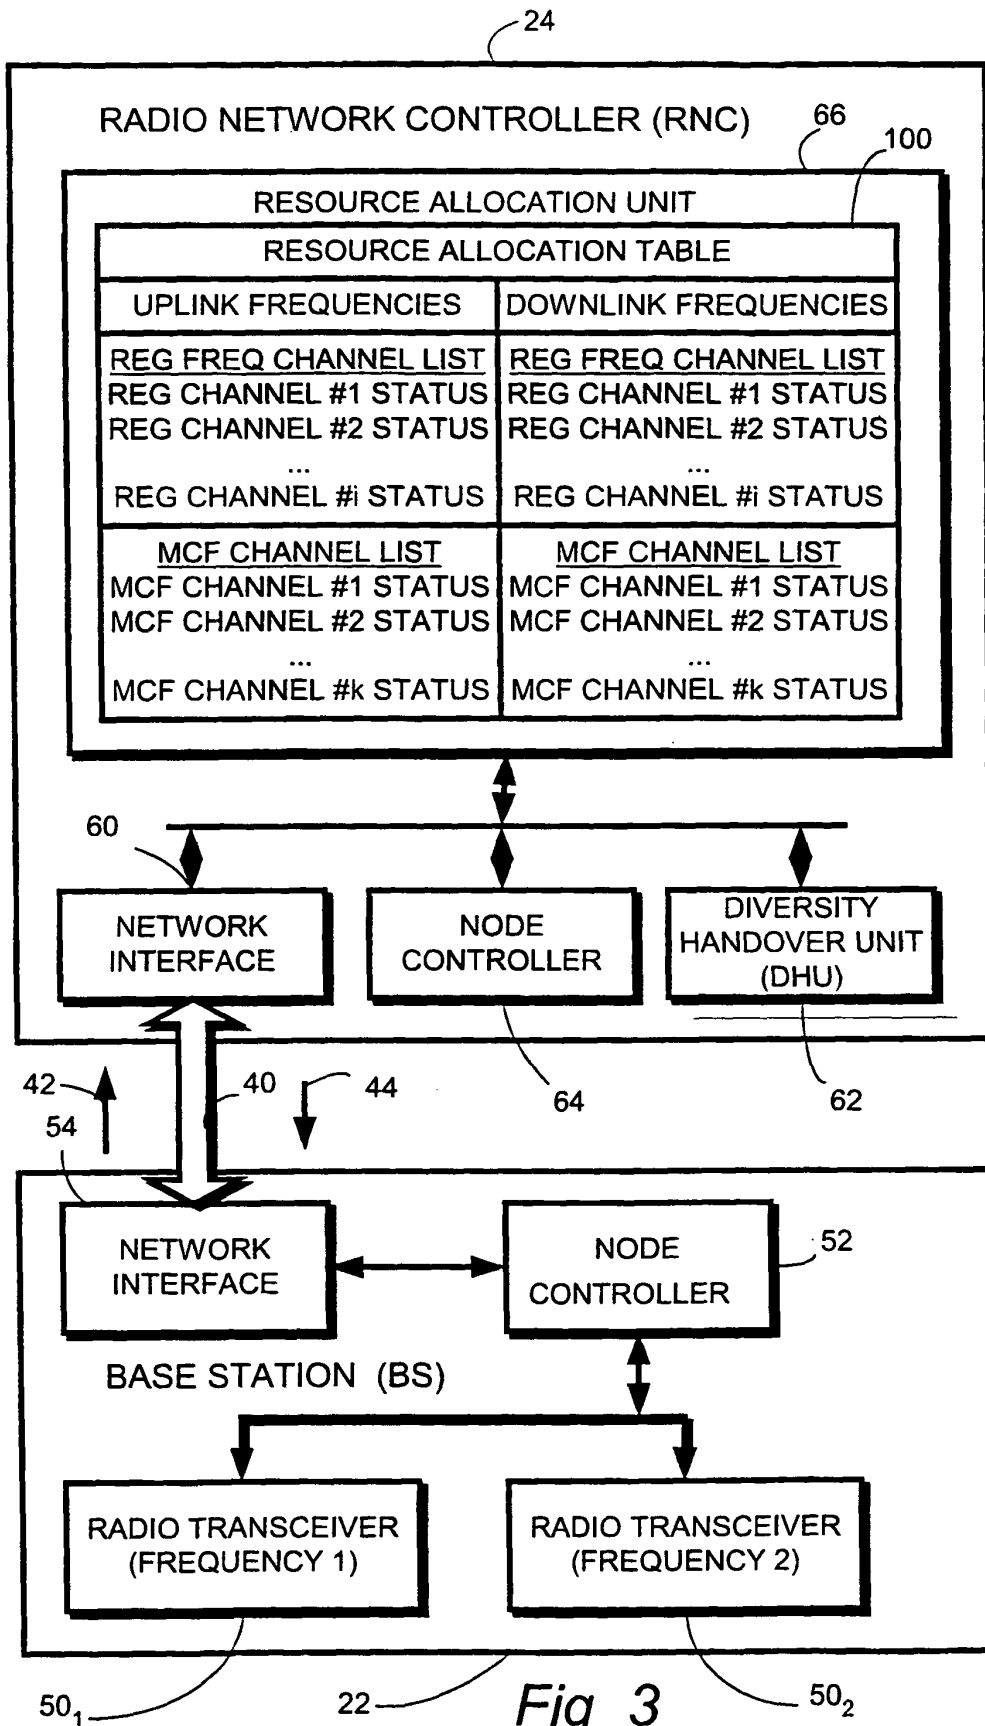 24
RADIO NETWORK CONTROLLER (RNC)
66
100
RESOURCE ALLOCATION UNIT
RESOURCE ALLOCATION TABLE
UPLINK FREQUENCIES
DOWNLINK FREQUENCIES
REG FREQ CHANNEL LIST
REG CHANNEL #1 STATUS
REG CHANNEL #2 STATUS
...
REG CHANNEL #i STATUS
REG FREQ CHANNEL LIST
REG CHANNEL #1 STATUS
REG CHANNEL #2 STATUS
...
REG CHANNEL #i STATUS
MCF CHANNEL LIST
MCF CHANNEL #1 STATUS
MCF CHANNEL #2 STATUS
...
MCF CHANNEL #k STATUS
MCF CHANNEL LIST
MCF CHANNEL #1 STATUS
MCF CHANNEL #2 STATUS
...
MCF CHANNEL #k STATUS
60
NETWORK
INTERFACE
NODE
CONTROLLER
DIVERSITY
HANDOVER UNIT
(DHU)
42
40
44
64
62
54
NETWORK
INTERFACE
NODE
CONTROLLER
52
BASE STATION (BS)
RADIO TRANSCEIVER
(FREQUENCY 1)
RADIO TRANSCEIVER
(FREQUENCY 2)
50₁
22
50₂
Fig 3